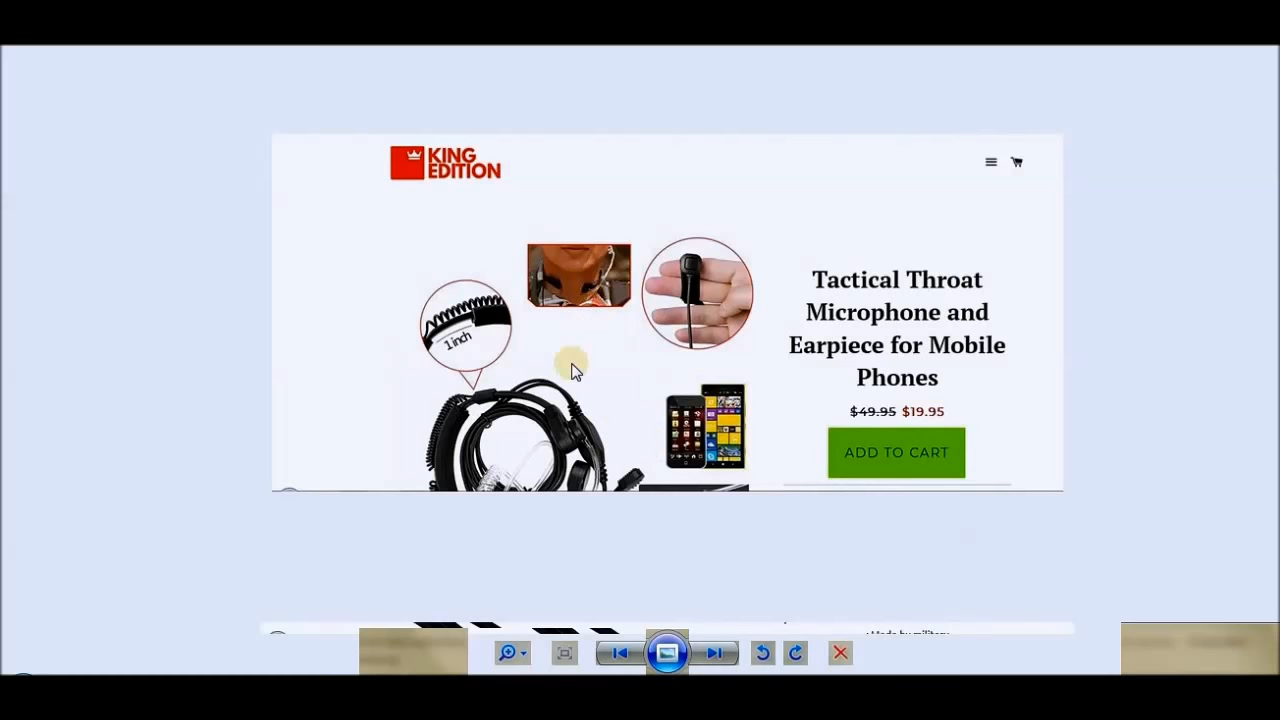 KING
EDITION
1 inch
Tactical Throat
Microphone and
Earpiece for Mobile
Phones
$49.95 $19.95
ADD TO CART